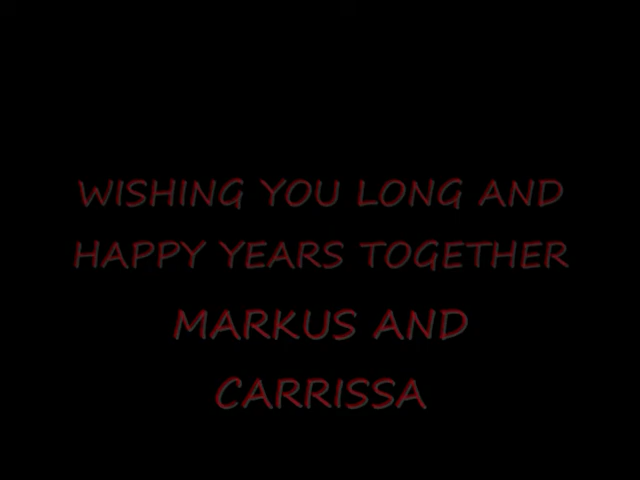 WISHING YOU LONG AND
HAPPY YEARS TOGETHER
MARKUS AND
CARRISSA